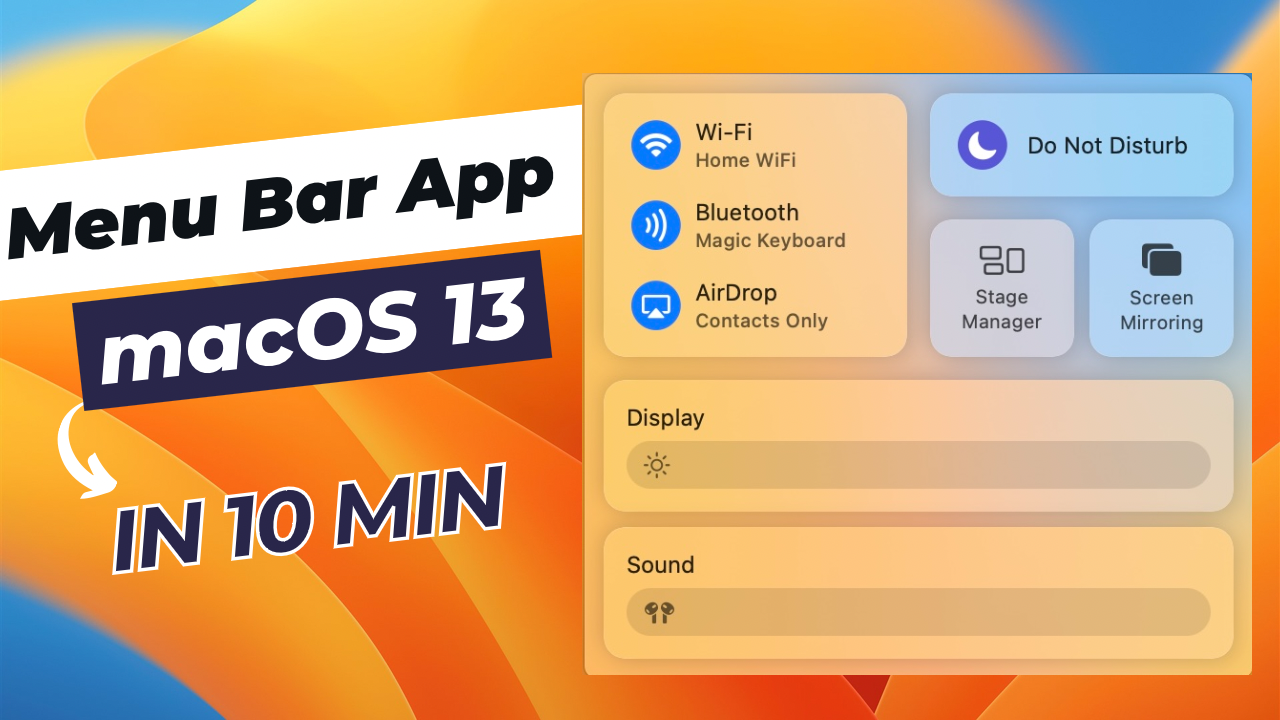 Menu Bar App
macOS 13
IN 10 MIN
Wi-Fi
Home WiFi
Bluetooth
Magic Keyboard
AirDrop
Contacts Only
Do Not Disturb
Stage
Manager
Screen
Mirroring
Display
Sound